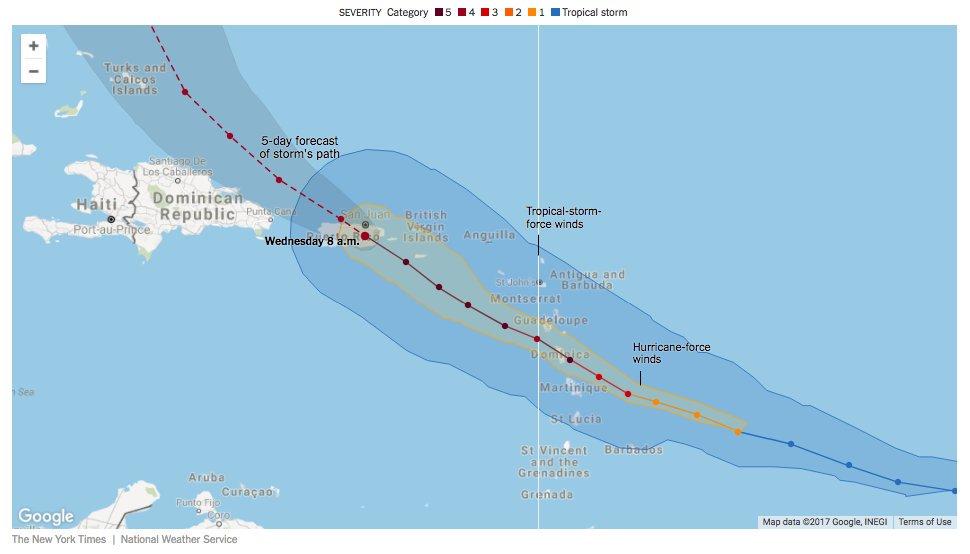 SEVERITY Category 5 4 3 2 1 Tropical storm
+
−
Turks and
Caicos
Islands
5-day forecast
of storm's path
Santiago De
Los Caballeros
Haiti
Port-au-Prince
Dominican
Republic
Punta Cana
San Juan
Puerto Rico
Wednesday 8 a.m.
British
Virgin
Islands
Anguilla
Tropical-storm-
force winds
St John's
Antigua and
Barbuda
Montserrat
Guadeloupe
Hurricane-force
winds
Dominica
Martinique
St Lucia
St Vincent
and the
Grenadines
Barbados
Grenada
n Sea
Aruba
Curaçao
Punto Fijo
Coro
Google
Map data ©2017 Google, INEGI
Terms of Use
The New York Times | National Weather Service